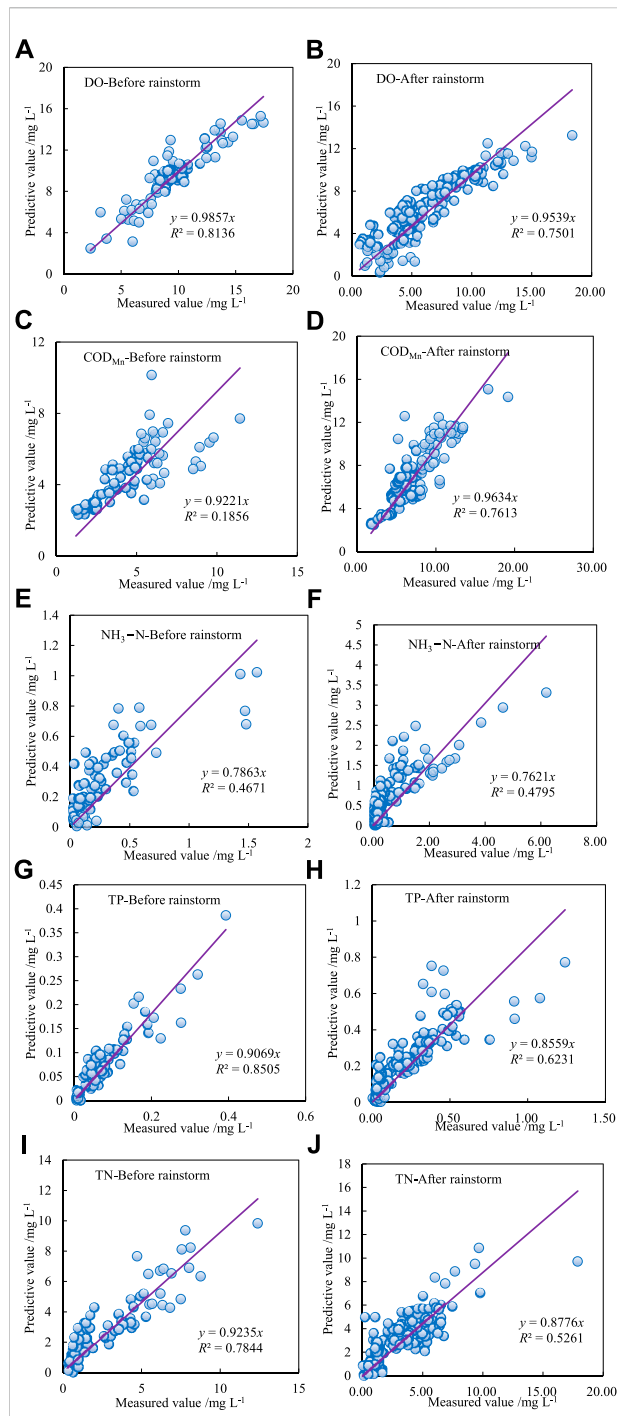 A
DO-Before rainstorm
20
16
12
8
4
0
Predictive value /mg L-1
y = 0.9857x
R² = 0.8136
0
5
10
15
20
Measured value /mg L-1
B
DO-After rainstorm
20
15
10
5
0
Predictive value /mg L-1
y = 0.9539x
R² = 0.7501
0.00
5.00
10.00
15.00
20.00
Measured value /mg L-1
C
CODMn-Before rainstorm
12
8
4
0
Predictive value /mg L-1
y = 0.9221x
R² = 0.1856
0
5
10
15
Measured value /mg L-1
D
CODMn-After rainstorm
20
16
12
8
4
0
Predictive value /mg L-1
y = 0.9634x
R² = 0.7613
0.00
10.00
20.00
30.00
Measured value /mg L-1
E
NH3−N-Before rainstorm
1.4
1.2
1
0.8
0.6
0.4
0.2
0
Predictive value /mg L-1
y = 0.7863x
R² = 0.4671
0
0.5
1
1.5
2
Measured value /mg L-1
F
NH3−N-After rainstorm
5
4.5
4
3.5
3
2.5
2
1.5
1
0.5
0
Predictive value /mg L-1
y = 0.7621x
R² = 0.4795
0.00
2.00
4.00
6.00
8.00
Measured value /mg L-1
G
TP-Before rainstorm
0.45
0.4
0.35
0.3
0.25
0.2
0.15
0.1
0.05
0
Predictive value /mg L-1
y = 0.9069x
R² = 0.8505
0
0.2
0.4
0.6
Measured value /mg L-1
H
TP-After rainstorm
1.2
1
0.8
0.6
0.4
0.2
0
Predictive value /mg L-1
y = 0.8559x
R² = 0.6231
0.00
0.50
1.00
1.50
Measured value /mg L-1
I
TN-Before rainstorm
14
12
10
8
6
4
2
0
Predictive value /mg L-1
y = 0.9235x
R² = 0.7844
0
5
10
15
Measured value /mg L-1
J
TN-After rainstorm
18
16
14
12
10
8
6
4
2
0
Predictive value /mg L-1
y = 0.8776x
R² = 0.5261
0.00
5.00
10.00
15.00
20.00
Measured value /mg L-1